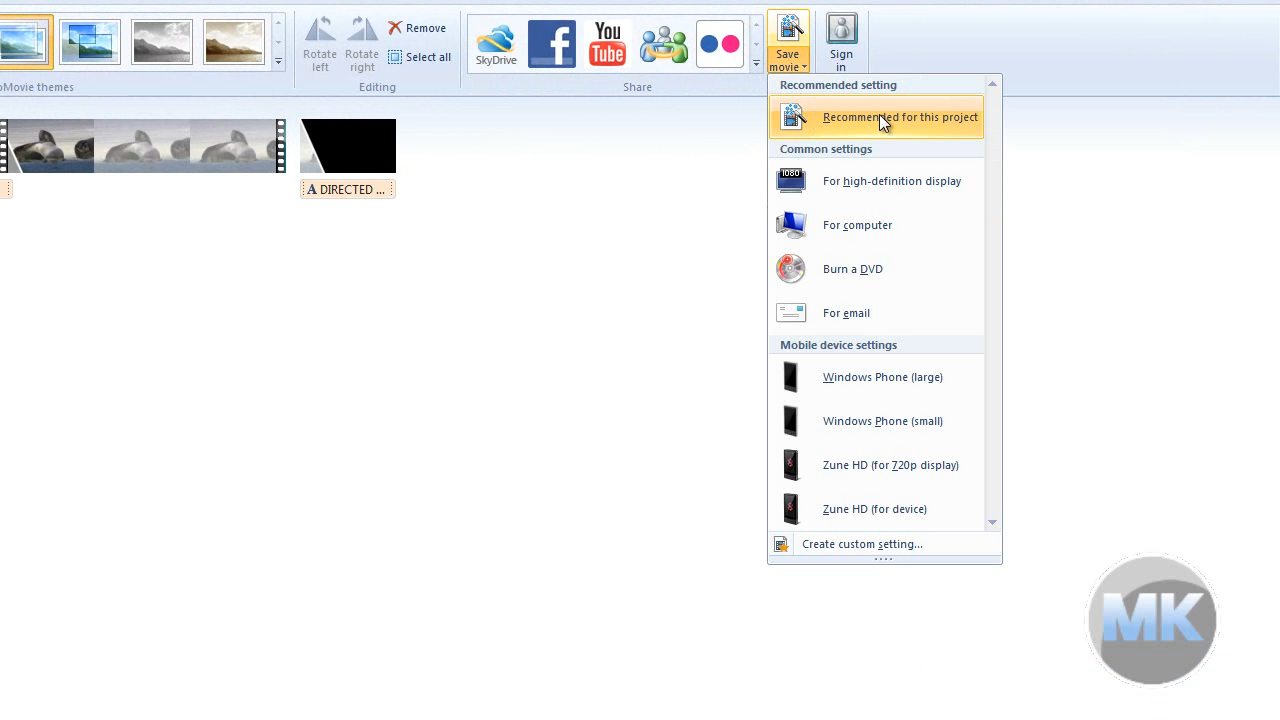 Rotate left
Rotate right
Remove
Select all
SkyDrive
You Tube
Save movie
Sign in
oMovie themes
Editing
Share
Recommended setting
Recommended for this project
Common settings
1080
For high-definition display
For computer
Burn a DVD
For email
Mobile device settings
Windows Phone (large)
Windows Phone (small)
Zune HD (for 720p display)
Zune HD (for device)
Create custom setting...
A DIRECTED ...
MK